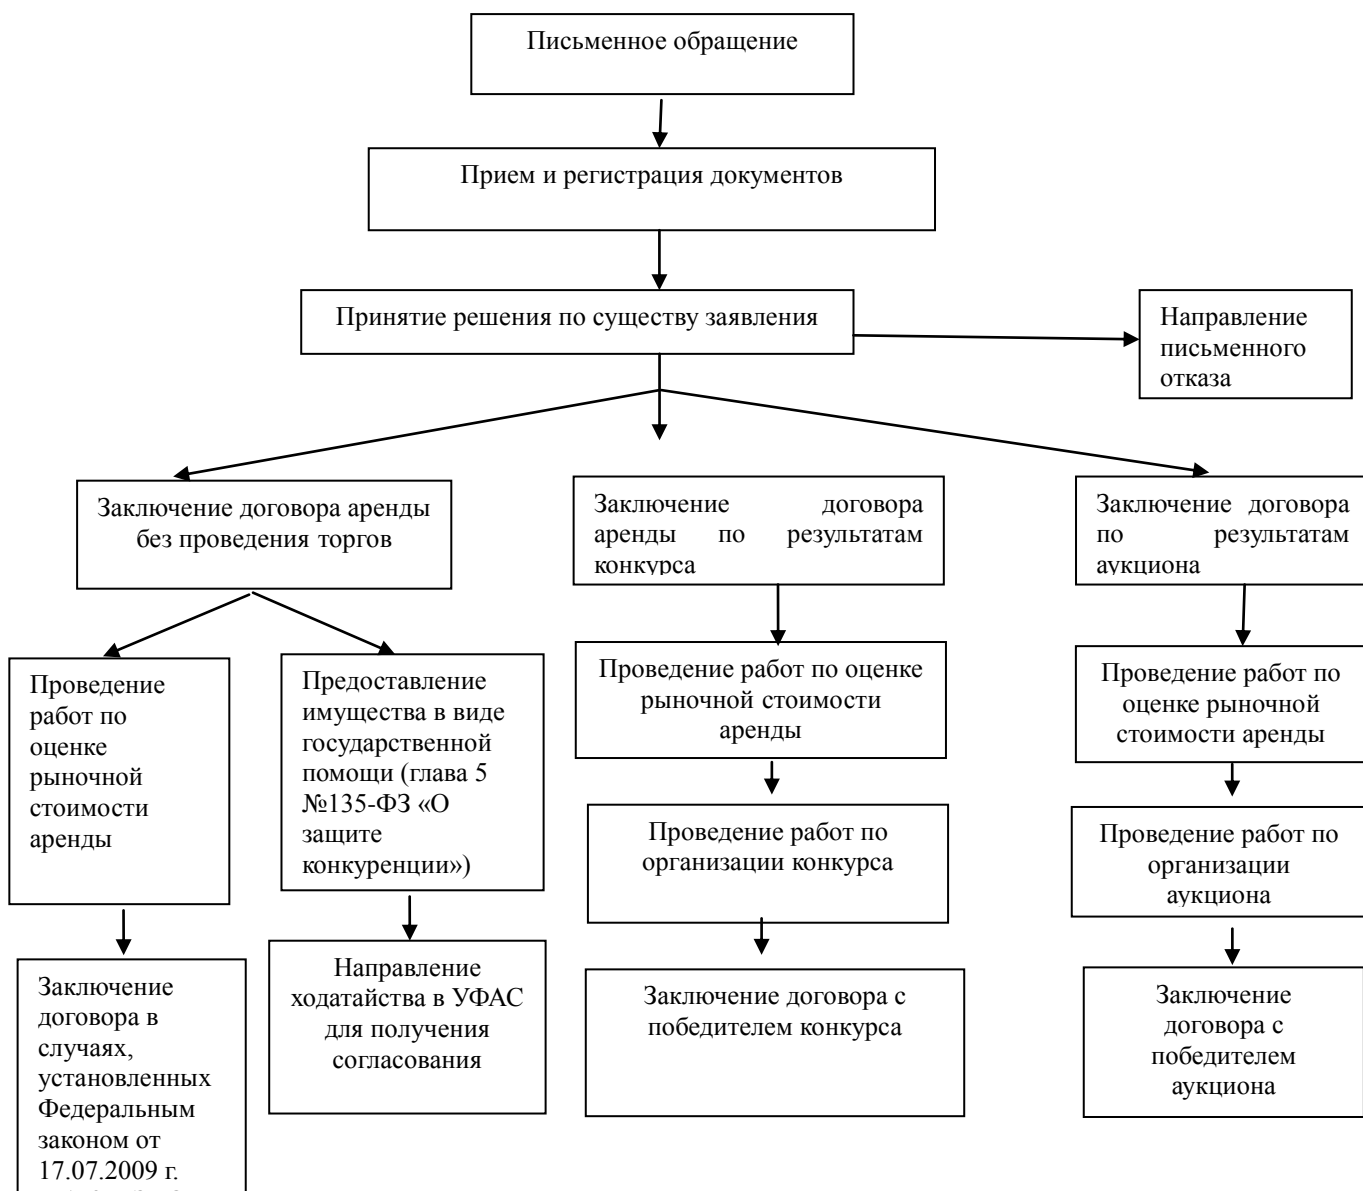 Письменное обращение
Прием и регистрация документов
Принятие решения по существу заявления
Направление
письменного
отказа
Заключение договора аренды
без проведения торгов
Заключение договора
аренды по результатам
конкурса
Заключение договора
по результатам
аукциона
Проведение
работ по
оценке
рыночной
стоимости
аренды
Предоставление
имущества в виде
государственной
помощи (глава 5
№135-ФЗ «О
защите
конкуренции»)
Проведение работ по оценке
рыночной стоимости
аренды
Проведение работ по
оценке рыночной
стоимости аренды
Проведение работ по
организации конкурса
Проведение работ по
организации
аукциона
Заключение
договора в
случаях,
установленных
Федеральным
законом от
17.07.2009 г.
Направление
ходатайства в УФАС
для получения
согласования
Заключение договора с
победителем конкурса
Заключение
договора с
победителем
аукциона